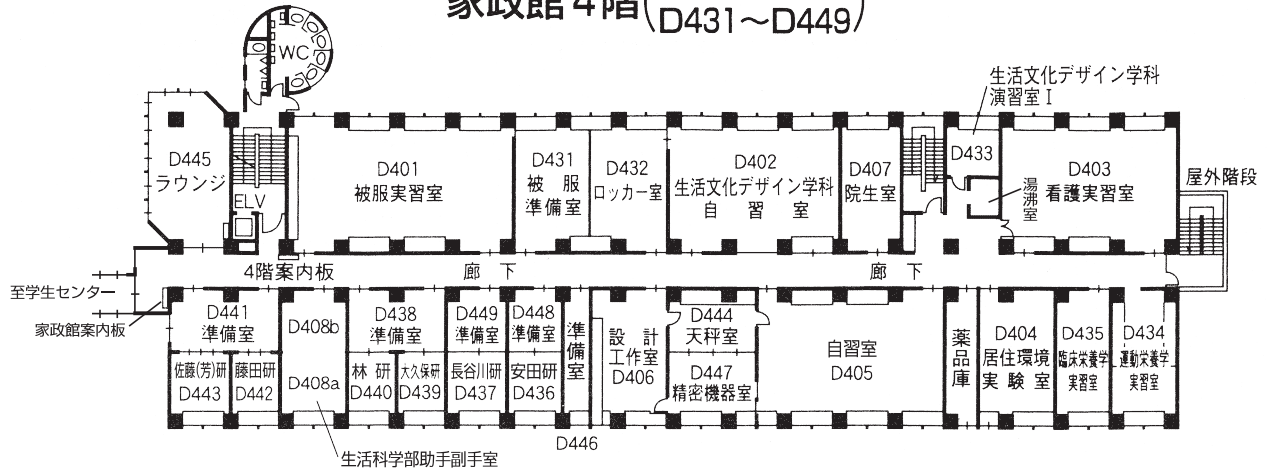 家政館4階(D431～D449)
WC
生活文化デザイン学科
演習室Ⅰ
D445
ラウンジ
D401
被服実習室
D431
被服
準備室
D432
ロッカー室
D402
生活文化デザイン学科
自習室
D407
院生室
D433
湯沸室
D403
看護実習室
屋外階段
ELV
4階案内板
廊下
廊下
至学生センター
家政館案内板
D441
準備室
D408b
D438
準備室
D449
準備室
D448
準備室
準備室
設計
工作室
D406
D444
天秤室
D447
精密機器室
自習室
D405
薬品庫
D404
居住環境
実験室
D435
臨床栄養学
実習室
D434
運動栄養学
実習室
佐藤(芳)研
D443
藤田研
D442
D408a
林研
D440
大久保研
D439
長谷川研
D437
安田研
D436
D446
生活科学部助手副手室